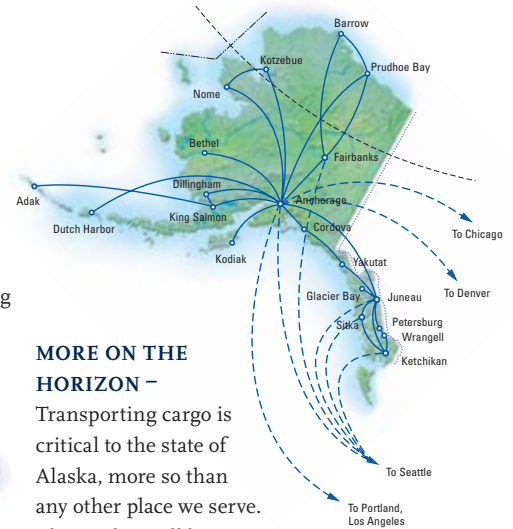 Barrow
Kotzebue
Prudhoe Bay
Nome
Bethel
Fairbanks
Dillingham
Adak
Anchorage
King Salmon
Dutch Harbor
Cordova
To Chicago
Kodiak
Yakutat
To Denver
Glacier Bay
Juneau
Sitka
Petersburg
Wrangell
Ketchikan
To Seattle
To Portland,
Los Angeles
MORE ON THE
HORIZON –
Transporting cargo is
critical to the state of
Alaska, more so than
any other place we serve.